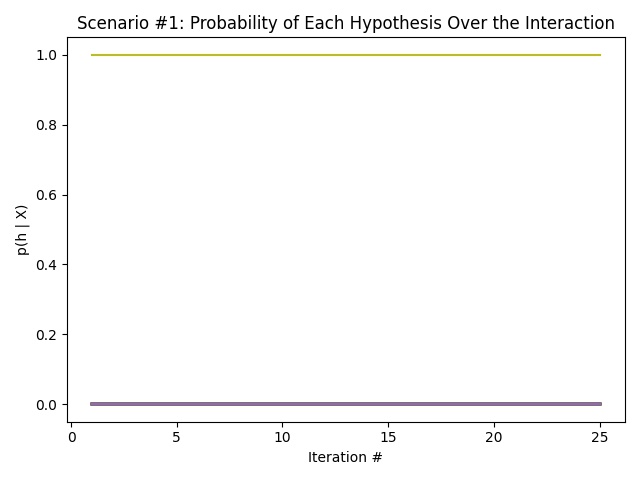 Scenario #1: Probability of Each Hypothesis Over the Interaction
1.0
0.8
0.6
0.4
0.2
0.0
p(h | X)
0 5 10 15 20 25
Iteration #